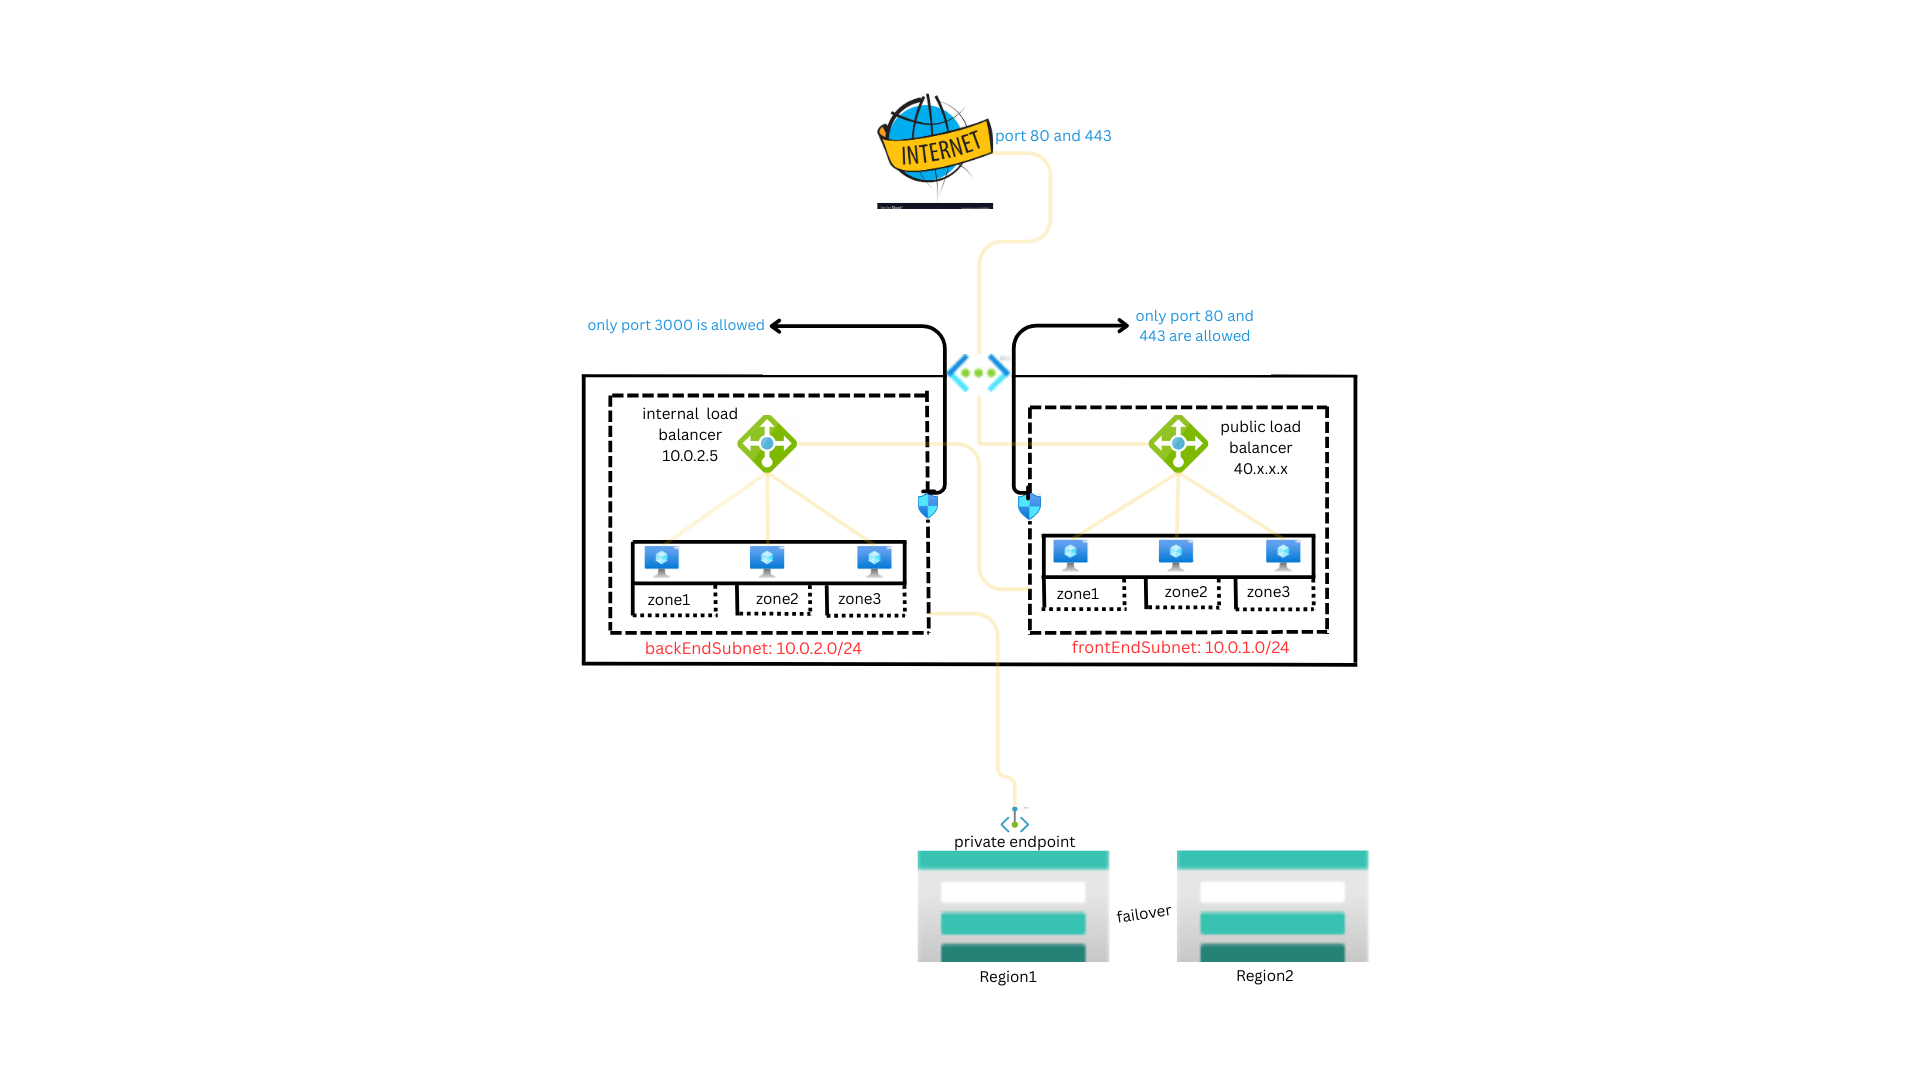 INTERNET
port 80 and 443
only port 3000 is allowed
only port 80 and
443 are allowed
internal load
balancer
10.0.2.5
public load
balancer
40.x.x.x
zone1
zone2
zone3
zone1
zone2
zone3
backEndSubnet: 10.0.2.0/24
frontEndSubnet: 10.0.1.0/24
private endpoint
failover
Region1
Region2